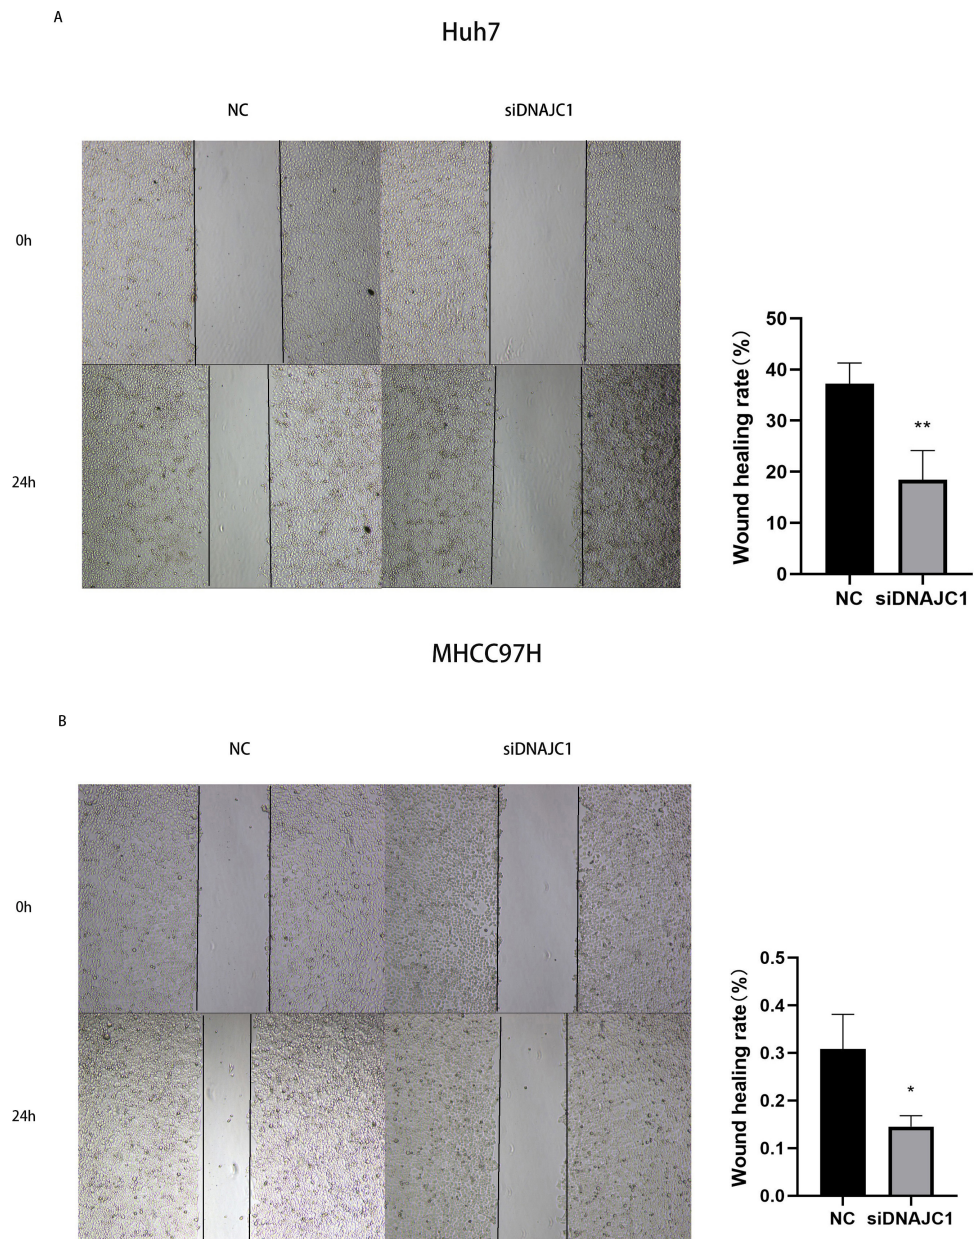 A
Huh7
NC
siDNAJC1
0h
24h
Wound healing rate(%)
50
40
30
20
10
0
**
NC
siDNAJC1
MHCC97H
B
NC
siDNAJC1
0h
24h
Wound healing rate(%)
0.5
0.4
0.3
0.2
0.1
0.0
*
NC
siDNAJC1